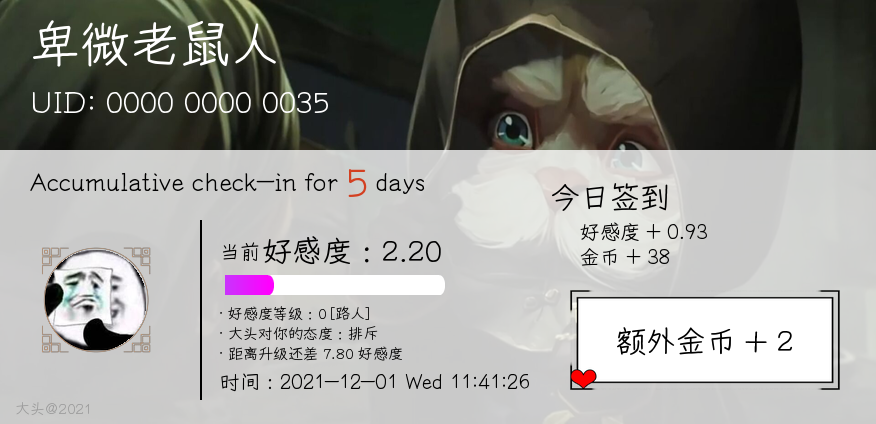 卑微老鼠人
UID: 0000 0000 0035
Accumulative check-in for 5 days
今日签到
好感度 + 0.93
金币 + 38
当前好感度：2.20
· 好感度等级：0 [路人]
· 大头对你的态度：排斥
· 距离升级还差 7.80 好感度
时间：2021-12-01 Wed 11:41:26
额外金币 + 2
大头@2021